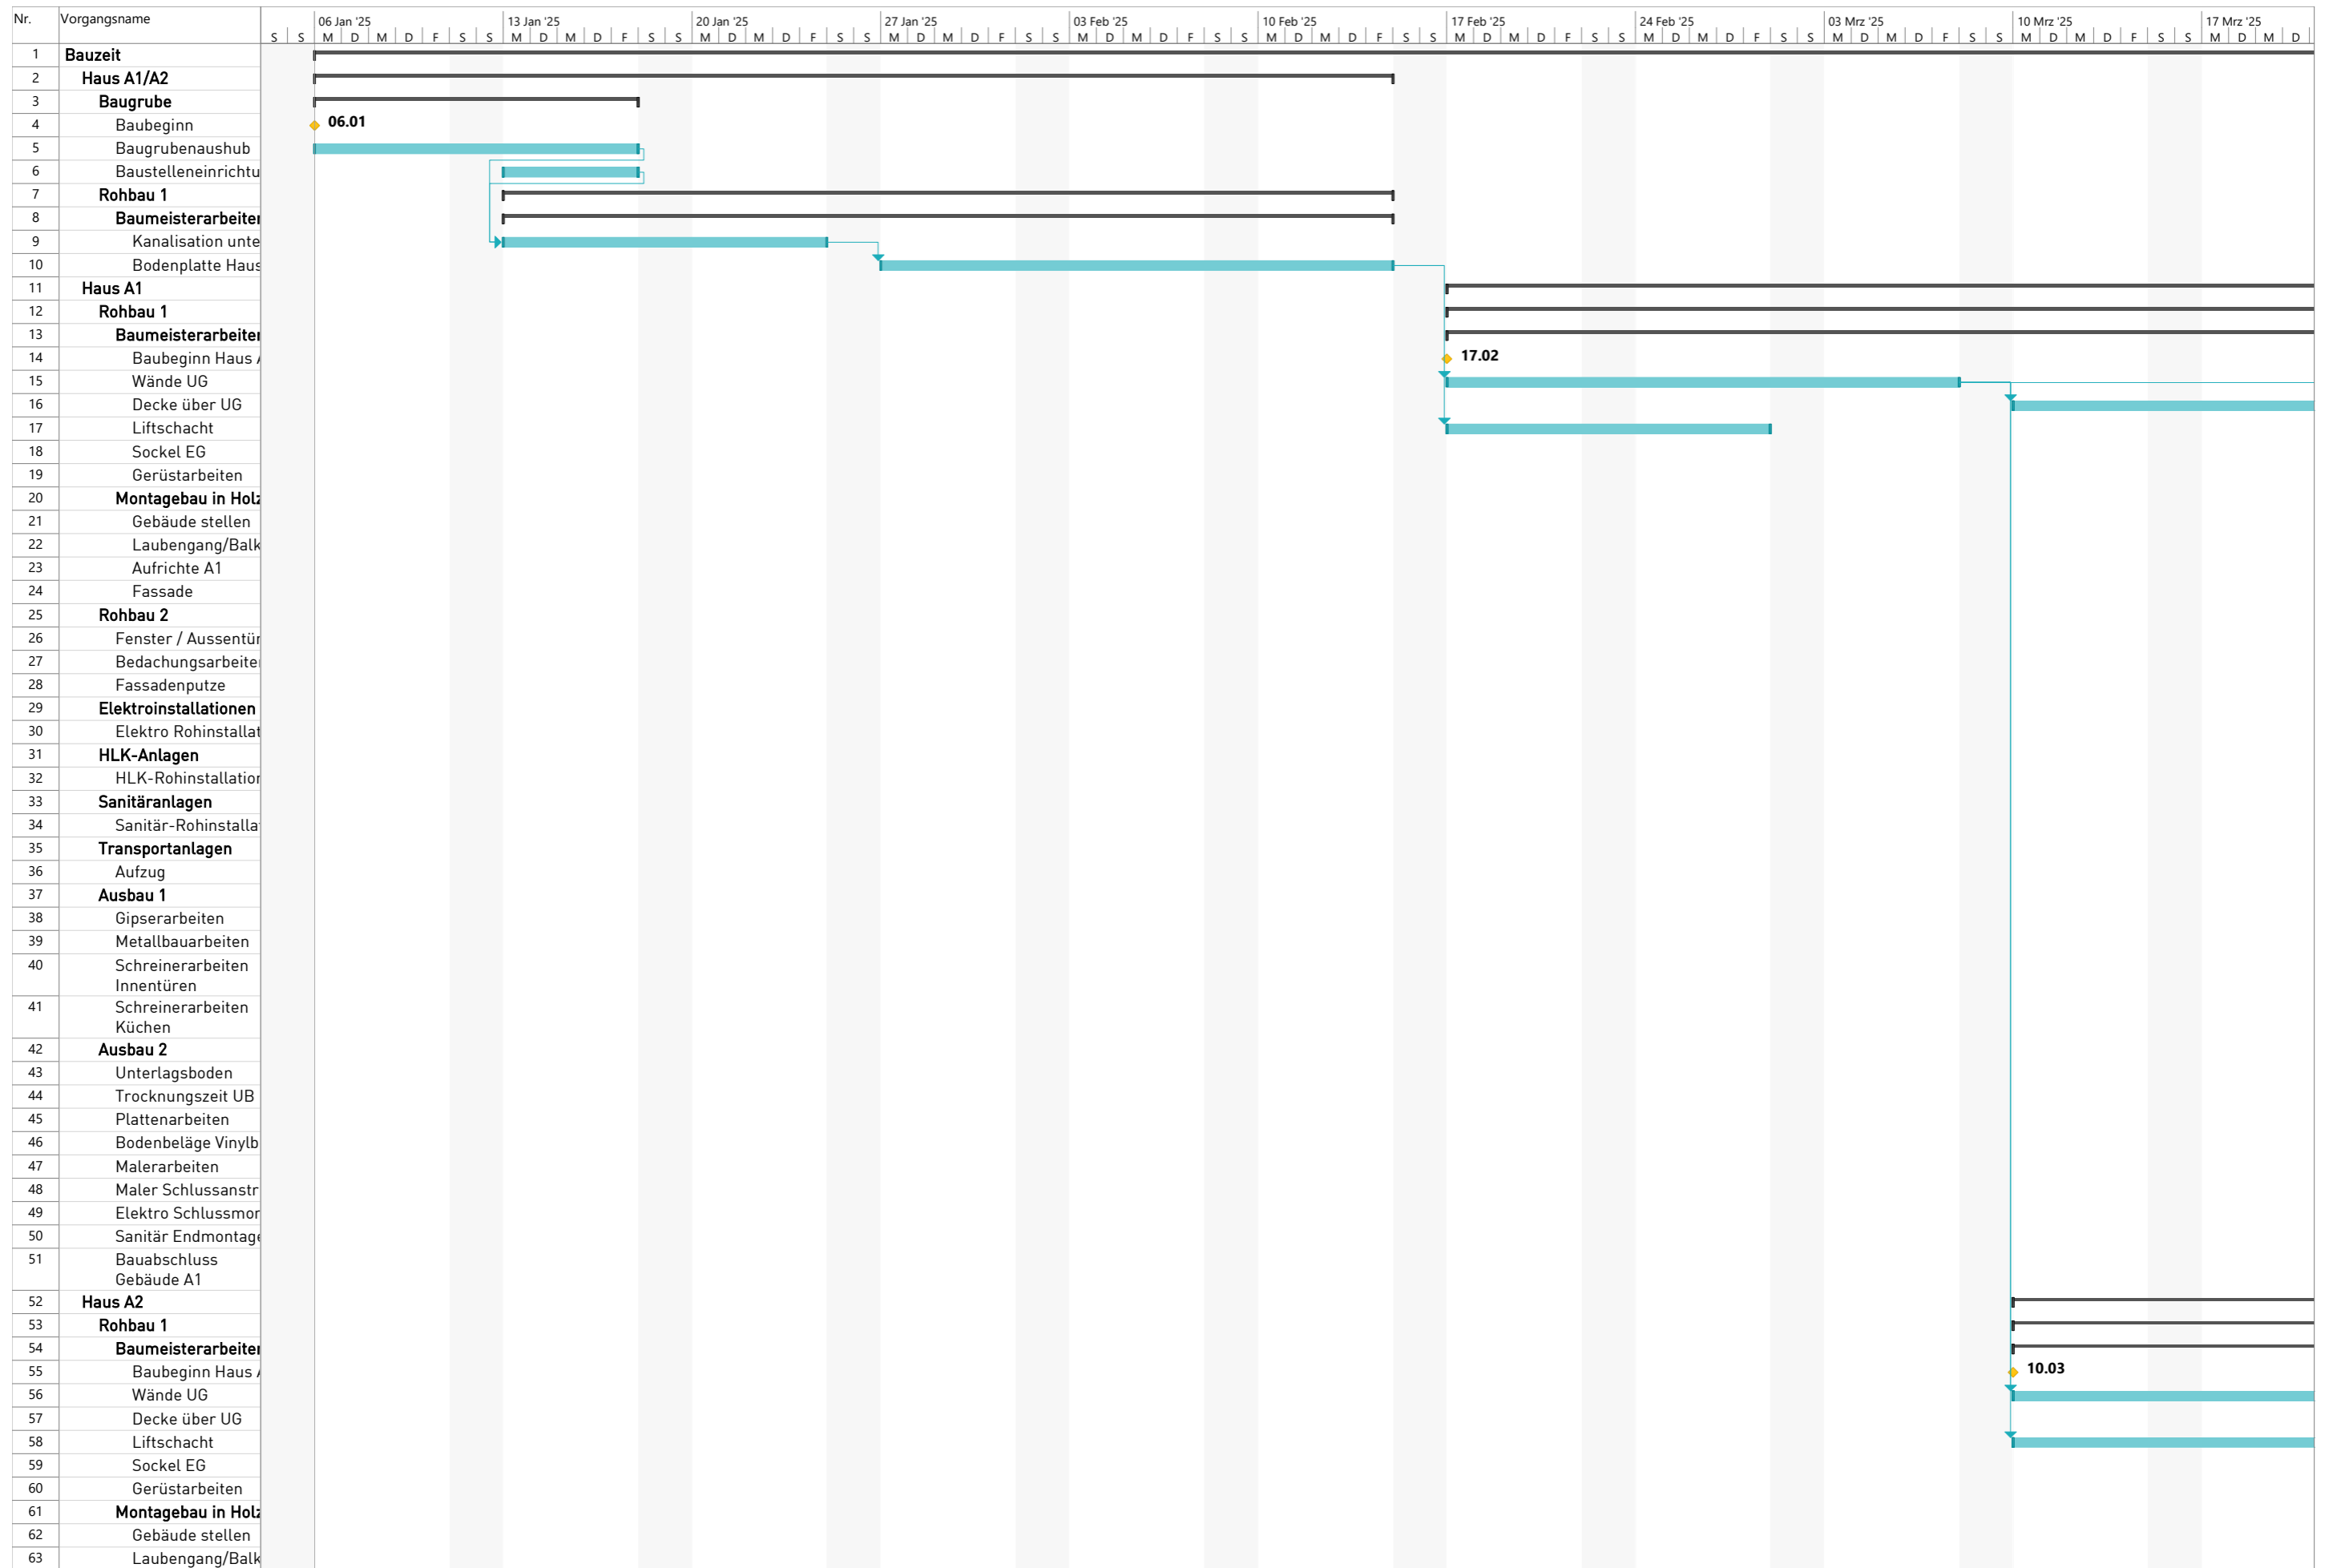 Nr. Vorgangsname 06 Jan '25 13 Jan '25 20 Jan '25 27 Jan '25 03 Feb '25 10 Feb '25 17 Feb '25 24 Feb '25 03 Mrz '25 10 Mrz '25 17 Mrz '25
S S M D M D F S S M D M D F S S M D M D F S S M D M D F S S M D M D F S S M D M D F S S M D M D F S S M D M D F S S M D M D F S S M D M D F S S M D M D
1 Bauzeit
2 Haus A1/A2
3 Baugrube
4 Baubeginn 06.01
5 Baugrubenaushub
6 Baustelleneinrichtu
7 Rohbau 1
8 Baumeisterarbeiter
9 Kanalisation unte
10 Bodenplatte Haus
11 Haus A1
12 Rohbau 1
13 Baumeisterarbeiter
14 Baubeginn Haus 17.02
15 Wände UG
16 Decke über UG
17 Liftschacht
18 Sockel EG
19 Gerüstarbeiten
20 Montagebau in Holz
21 Gebäude stellen
22 Laubengang/Balk
23 Aufrichte A1
24 Fassade
25 Rohbau 2
26 Fenster / Aussentür
27 Bedachungsarbeite
28 Fassadenputze
29 Elektroinstallationen
30 Elektro Rohinstallat
31 HLK-Anlagen
32 HLK-Rohinstallation
33 Sanitäranlagen
34 Sanitär-Rohinstalla
35 Transportanlagen
36 Aufzug
37 Ausbau 1
38 Gipserarbeiten
39 Metallbauarbeiten
40 Schreinerarbeiten
Innentüren
41 Schreinerarbeiten
Küchen
42 Ausbau 2
43 Unterlagsboden
44 Trocknungszeit UB
45 Plattenarbeiten
46 Bodenbeläge Vinylb
47 Malerarbeiten
48 Maler Schlussanstr
49 Elektro Schlussmon
50 Sanitär Endmontage
51 Bauabschluss
Gebäude A1
52 Haus A2
53 Rohbau 1
54 Baumeisterarbeiter
55 Baubeginn Haus 10.03
56 Wände UG
57 Decke über UG
58 Liftschacht
59 Sockel EG
60 Gerüstarbeiten
61 Montagebau in Holz
62 Gebäude stellen
63 Laubengang/Balk